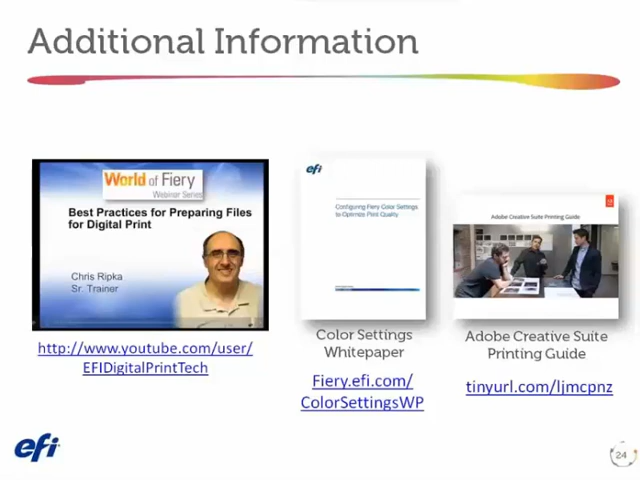 Additional Information
World of Fiery
Webinar Series
Best Practices for Preparing Files
for Digital Print
Chris Ripka
Sr. Trainer
http://www.youtube.com/user/
EFIDigitalPrintTech
efi
Configuring Fiery Color Settings
to Optimize Print Quality
Color Settings
Whitepaper
Fiery.efi.com/
ColorSettingsWP
Adobe Creative Suite Printing Guide
Adobe Creative Suite
Printing Guide
tinyurl.com/ljmcpnz
efi
24